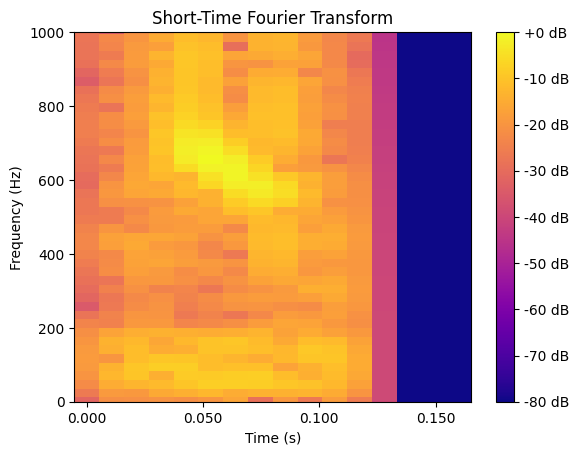 Short-Time Fourier Transform
1000
800
600
400
200
0
Frequency (Hz)
0.000
0.050
0.100
0.150
Time (s)
+0 dB
-10 dB
-20 dB
-30 dB
-40 dB
-50 dB
-60 dB
-70 dB
-80 dB